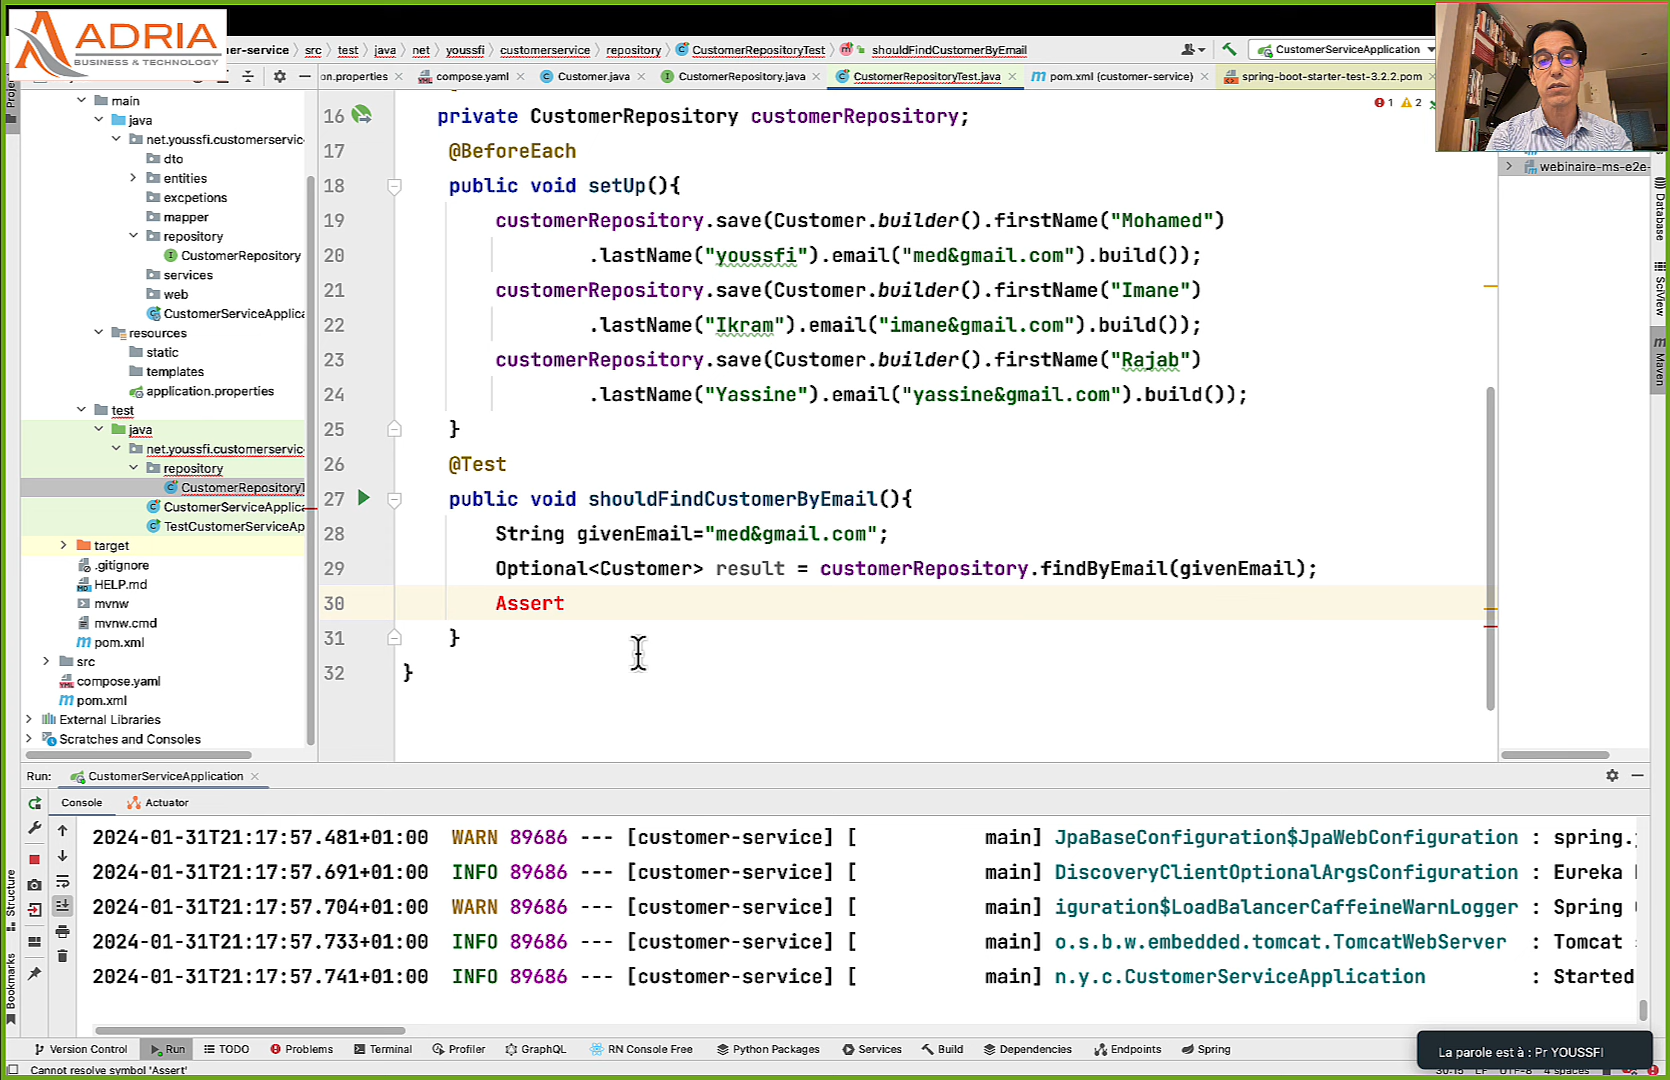 ADRIA
BUSINESS & TECHNOLOGY
er-service > src > test > java > net > youssfi > customerservice > repository > CustomerRepositoryTest > shouldFindCustomerByEmail
CustomerServiceApplication
on.properties
compose.yaml
Customer.java
CustomerRepository.java
CustomerRepositoryTest.java
pom.xml (customer-service)
spring-boot-starter-test-3.2.2.pom
main
java
net.youssfi.customerservic
dto
entities
excpetions
mapper
repository
CustomerRepository
services
web
CustomerServiceApplica
resources
static
templates
application.properties
test
java
net.youssfi.customerservic
repository
CustomerRepositoryT
CustomerServiceApplica
TestCustomerServiceAp
target
.gitignore
HELP.md
mvnw
mvnw.cmd
pom.xml
src
compose.yaml
pom.xml
External Libraries
Scratches and Consoles
1 2
16 private CustomerRepository customerRepository;
17 @BeforeEach
18 public void setUp(){
19 customerRepository.save(Customer.builder().firstName("Mohamed")
20 .lastName("youssfi").email("med&gmail.com").build());
21 customerRepository.save(Customer.builder().firstName("Imane")
22 .lastName("Ikram").email("imane&gmail.com").build());
23 customerRepository.save(Customer.builder().firstName("Rajab")
24 .lastName("Yassine").email("yassine&gmail.com").build());
25 }
26 @Test
27 public void shouldFindCustomerByEmail(){
28 String givenEmail="med&gmail.com";
29 Optional<Customer> result = customerRepository.findByEmail(givenEmail);
30 Assert
31 }
32 }
webinaire-ms-e2e-
Database
SciView
Maven
Run: CustomerServiceApplication
Console Actuator
2024-01-31T21:17:57.481+01:00 WARN 89686 --- [customer-service] [ main] JpaBaseConfiguration$JpaWebConfiguration : spring.
2024-01-31T21:17:57.691+01:00 INFO 89686 --- [customer-service] [ main] DiscoveryClientOptionalArgsConfiguration : Eureka
2024-01-31T21:17:57.704+01:00 WARN 89686 --- [customer-service] [ main] iguration$LoadBalancerCaffeineWarnLogger : Spring
2024-01-31T21:17:57.733+01:00 INFO 89686 --- [customer-service] [ main] o.s.b.w.embedded.tomcat.TomcatWebServer : Tomcat
2024-01-31T21:17:57.741+01:00 INFO 89686 --- [customer-service] [ main] n.y.c.CustomerServiceApplication : Started
Structure
Bookmarks
Version Control Run TODO Problems Terminal Profiler GraphQL RN Console Free Python Packages Services Build Dependencies Endpoints Spring
La parole est à : Pr YOUSSFI
Cannot resolve symbol 'Assert'
30:15 LF UTF-8 4 spaces